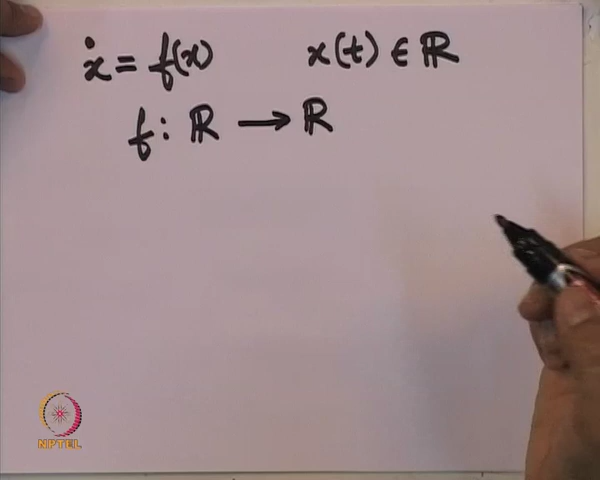 ẋ = f(x) x(t) ∈ ℝ
f : ℝ → ℝ
NPTEL